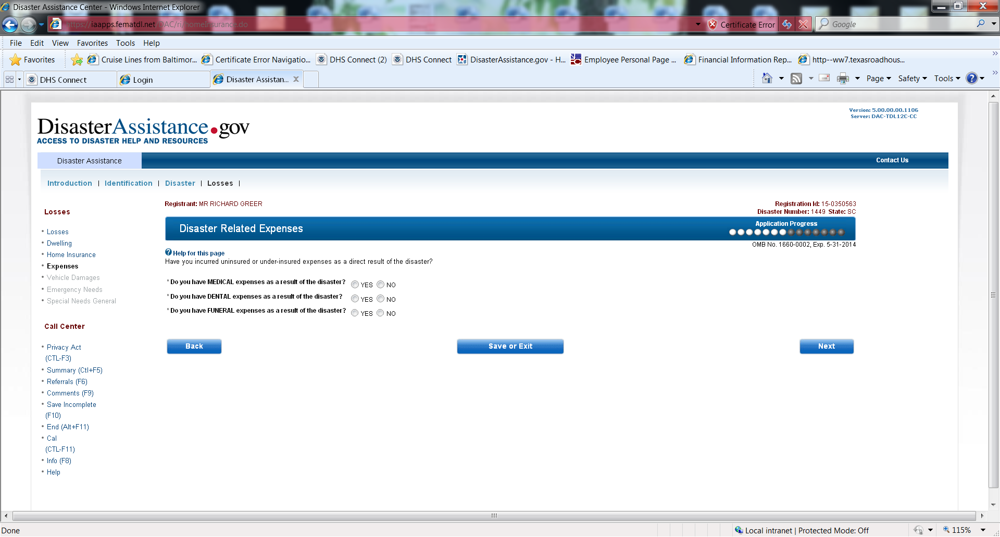 Disaster Assistance Center - Windows Internet Explorer
https://iaapps.fematdl.net/DAC/ri/homeInsurance.do
Certificate Error
Google
File Edit View Favorites Tools Help
Favorites Cruise Lines from Baltimor... Certificate Error Navigatio... DHS Connect (2) DHS Connect DisasterAssistance.gov - H... Employee Personal Page ... Financial Information Rep... http--ww7.texasroadhous...
DHS Connect Login Disaster Assistan... Page Safety Tools
Version: 5.00.00.00.1106
Server: DAC-TDL12C-CC
DisasterAssistance.gov
ACCESS TO DISASTER HELP AND RESOURCES
Disaster Assistance Contact Us
Introduction | Identification | Disaster | Losses |
Registrant: MR RICHARD GREER
Registration Id: 15-0350563
Disaster Number: 1449 State: SC
Disaster Related Expenses
Application Progress
OMB No. 1660-0002, Exp. 5-31-2014
Help for this page
Have you incurred uninsured or under-insured expenses as a direct result of the disaster?
* Do you have MEDICAL expenses as a result of the disaster? YES NO
* Do you have DENTAL expenses as a result of the disaster? YES NO
* Do you have FUNERAL expenses as a result of the disaster? YES NO
Back Save or Exit Next
Losses
• Losses
• Dwelling
• Home Insurance
• Expenses
• Vehicle Damages
• Emergency Needs
• Special Needs General
Call Center
• Privacy Act
(CTL-F3)
• Summary (Ctl+F5)
• Referrals (F6)
• Comments (F9)
• Save Incomplete
(F10)
• End (Alt+F11)
• Cal
(CTL-F11)
• Info (F8)
• Help
Done
Local intranet | Protected Mode: Off
115%